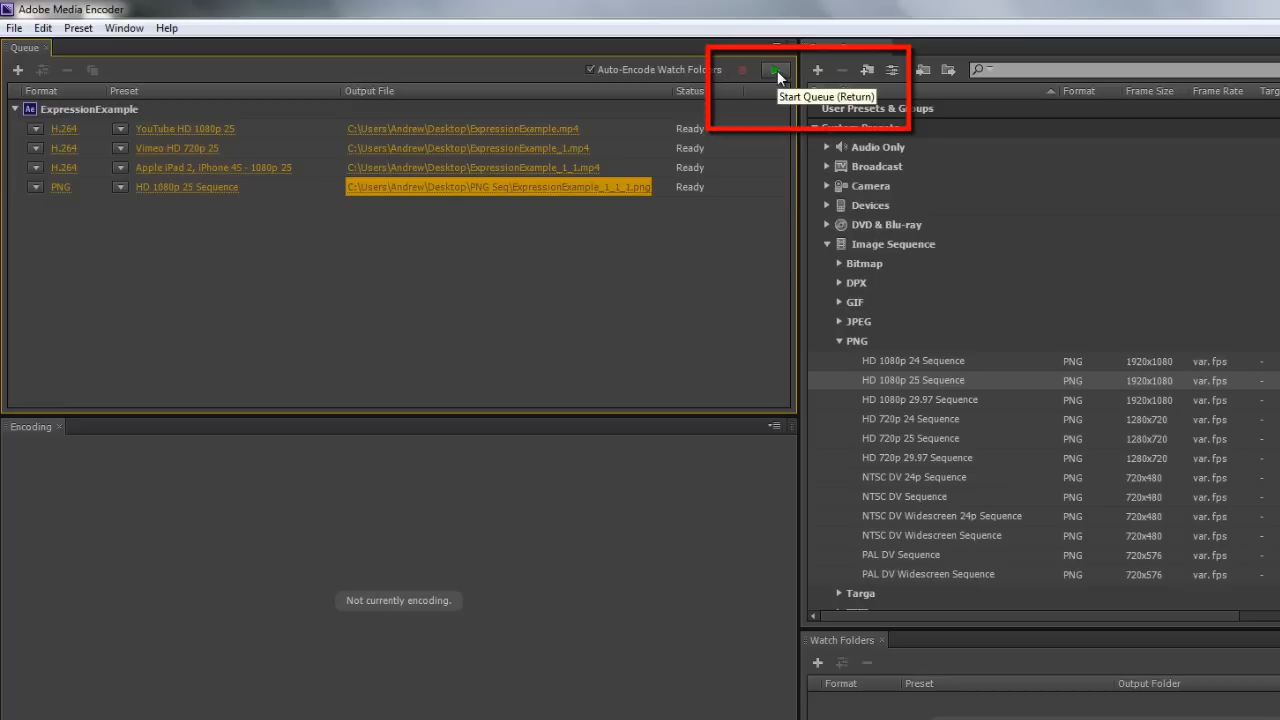 Adobe Media Encoder
File Edit Preset Window Help
Queue
Auto-Encode Watch Folders
Start Queue (Return)
Format Preset Output File Status
Ae ExpressionExample
H.264 YouTube HD 1080p 25 C:\Users\Andrew\Desktop\ExpressionExample.mp4 Ready
H.264 Vimeo HD 720p 25 C:\Users\Andrew\Desktop\ExpressionExample_1.mp4 Ready
H.264 Apple iPad 2, iPhone 4S - 1080p 25 C:\Users\Andrew\Desktop\ExpressionExample_1_1.mp4 Ready
PNG HD 1080p 25 Sequence C:\Users\Andrew\Desktop\PNG Seq\ExpressionExample_1_1_1.png Ready
Encoding
Not currently encoding.
Format Frame Size Frame Rate Targ
User Presets & Groups
Audio Only
Broadcast
Camera
Devices
DVD & Blu-ray
Image Sequence
Bitmap
DPX
GIF
JPEG
PNG
HD 1080p 24 Sequence PNG 1920x1080 var. fps -
HD 1080p 25 Sequence PNG 1920x1080 var. fps -
HD 1080p 29.97 Sequence PNG 1920x1080 var. fps -
HD 720p 24 Sequence PNG 1280x720 var. fps -
HD 720p 25 Sequence PNG 1280x720 var. fps -
HD 720p 29.97 Sequence PNG 1280x720 var. fps -
NTSC DV 24p Sequence PNG 720x480 var. fps -
NTSC DV Sequence PNG 720x480 var. fps -
NTSC DV Widescreen 24p Sequence PNG 720x480 var. fps -
NTSC DV Widescreen Sequence PNG 720x480 var. fps -
PAL DV Sequence PNG 720x576 var. fps -
PAL DV Widescreen Sequence PNG 720x576 var. fps -
Targa
Watch Folders
Format Preset Output Folder